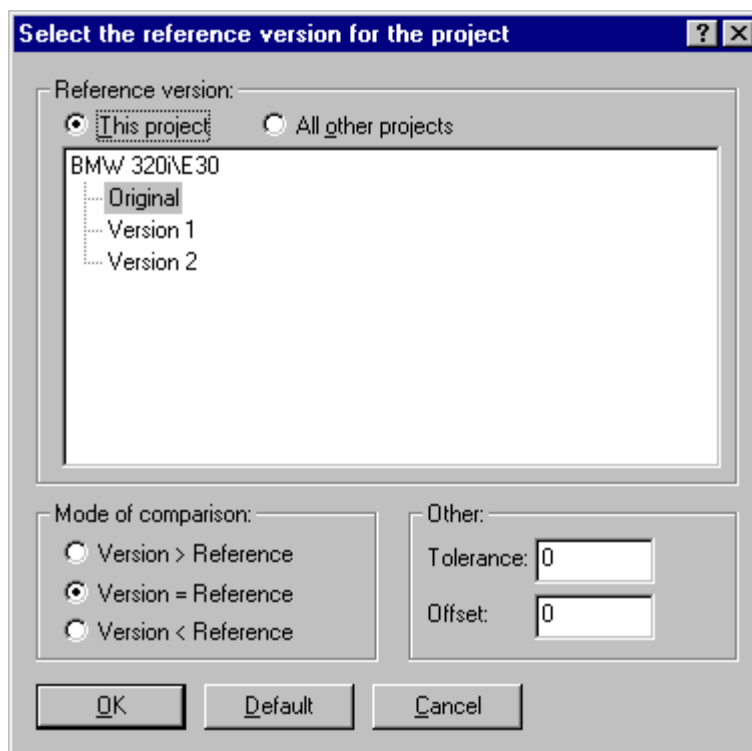 Select the reference version for the project
Reference version:
This project All other projects
BMW 320i\E30
Original
Version 1
Version 2
Mode of comparison:
Version > Reference
Version = Reference
Version < Reference
Other:
Tolerance: 0
Offset: 0
OK Default Cancel